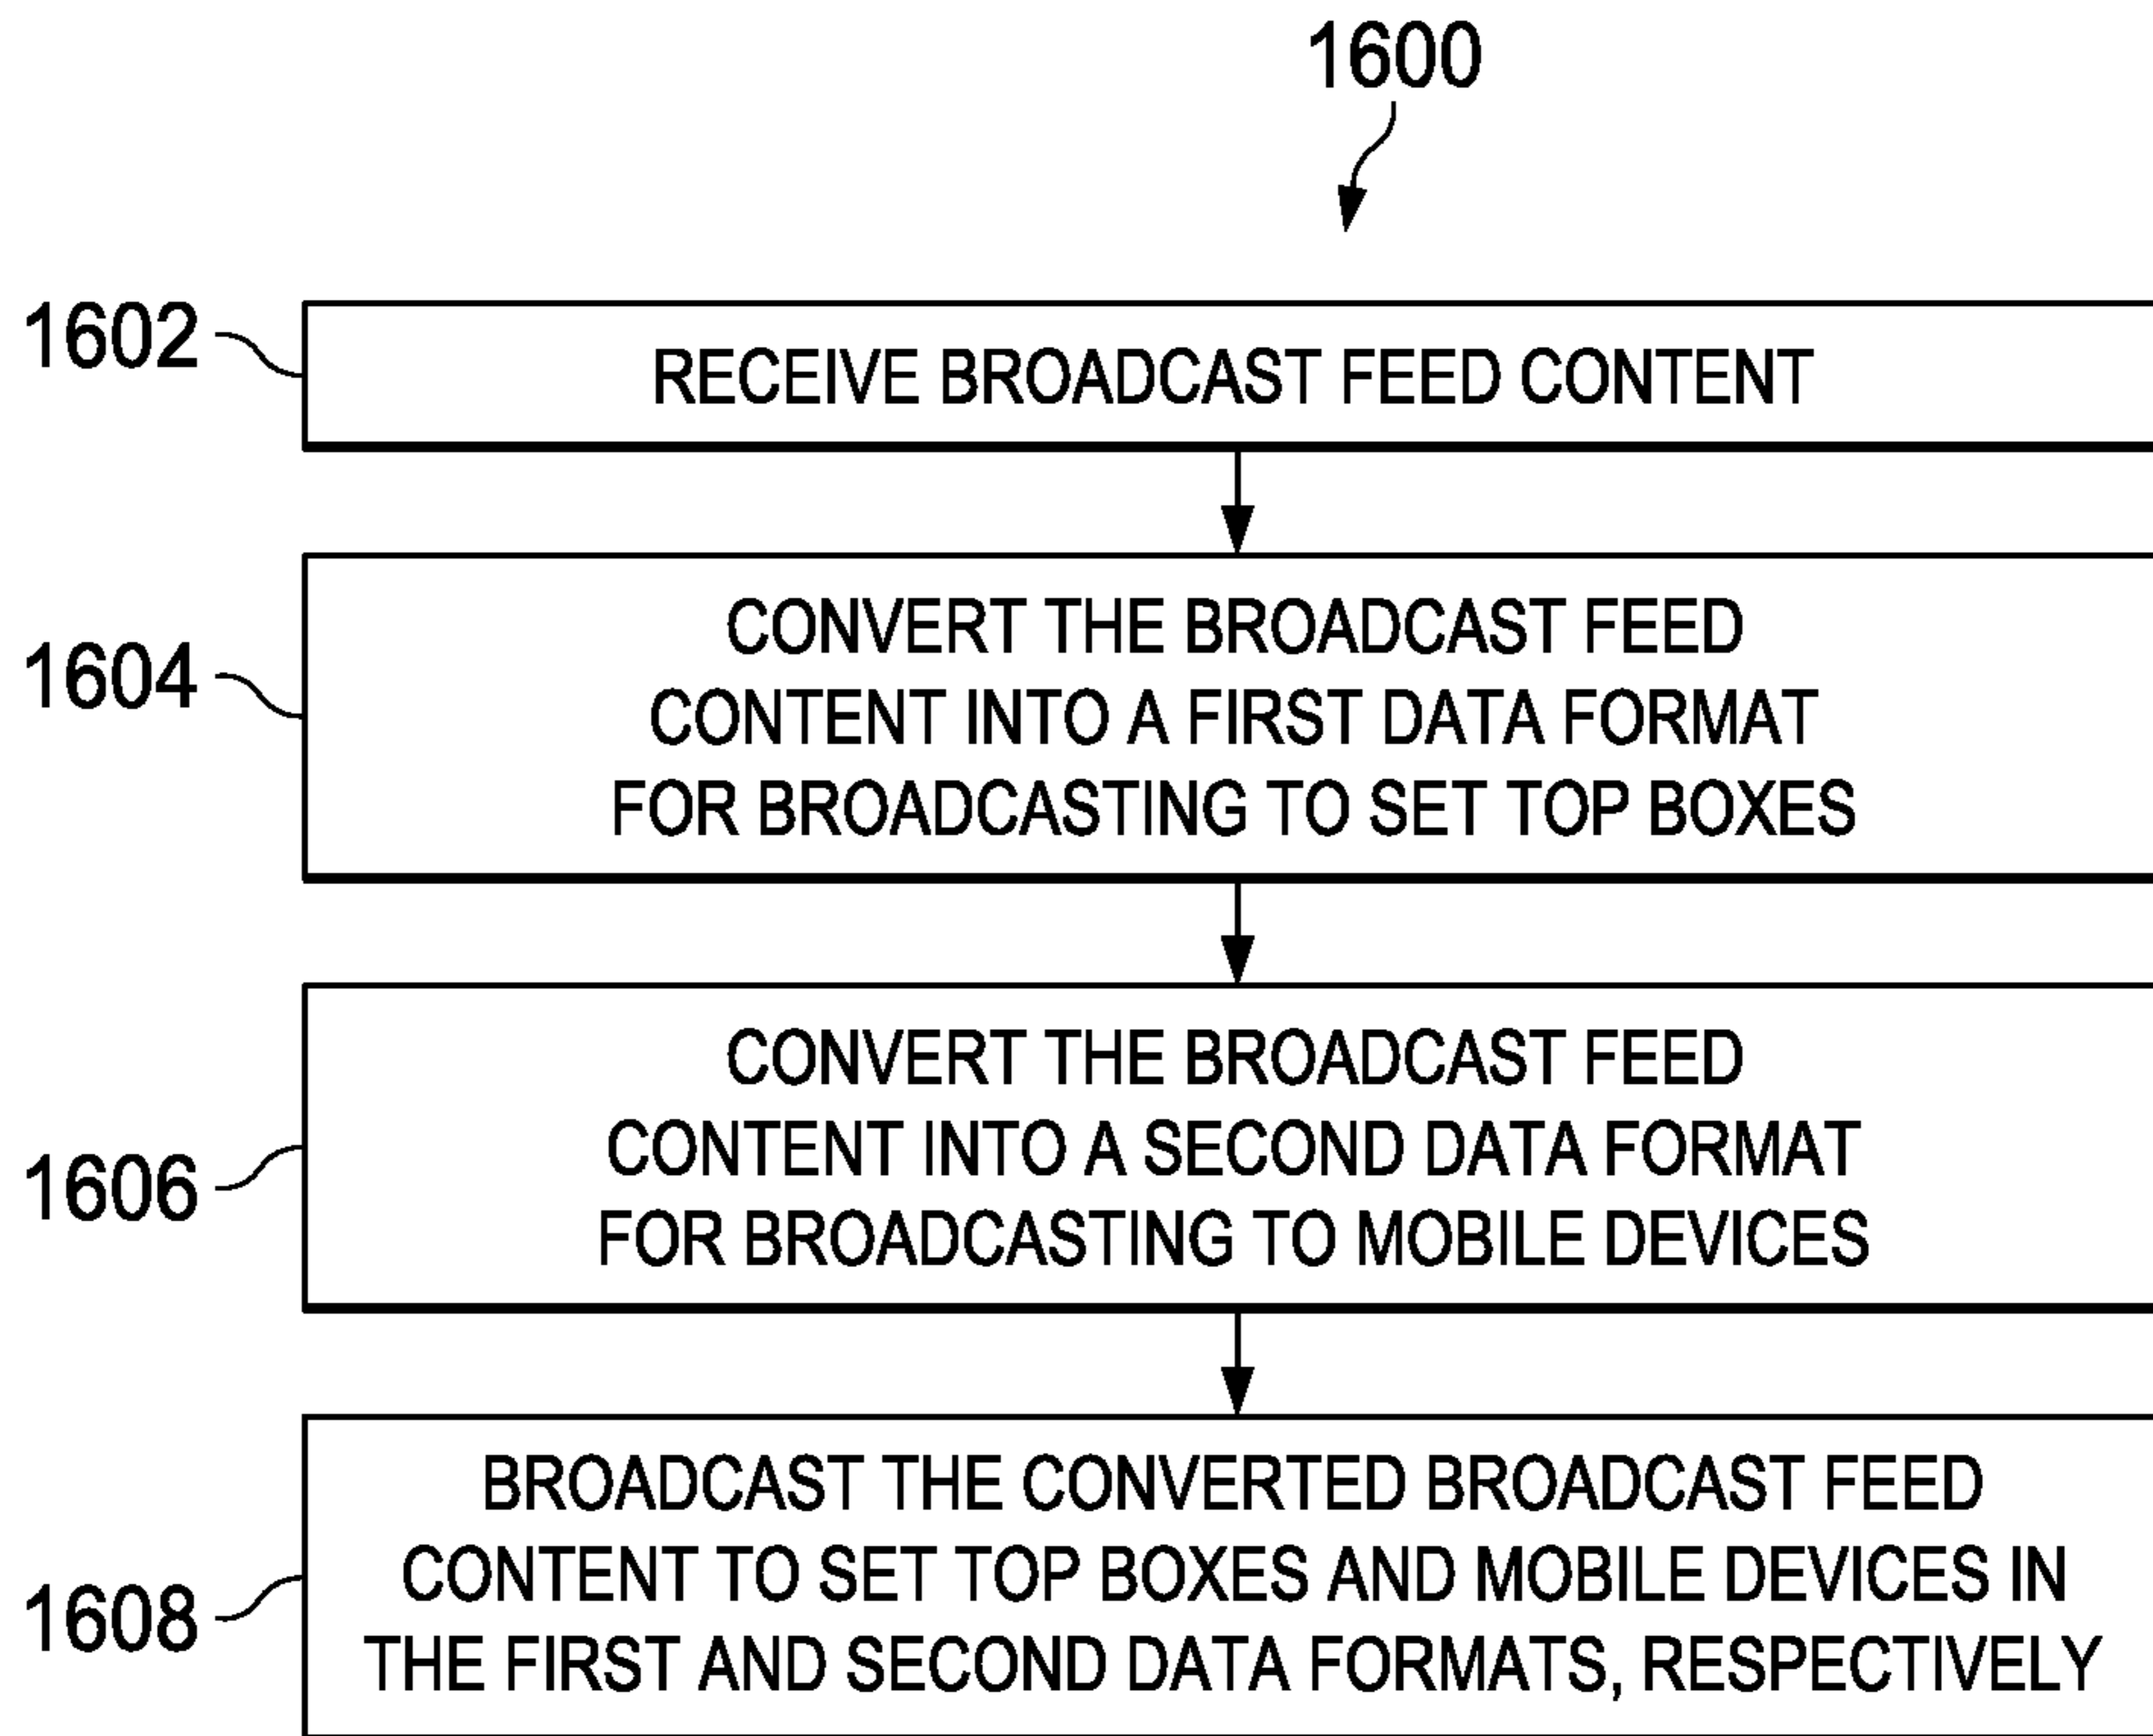 1600
1602
RECEIVE BROADCAST FEED CONTENT
1604
CONVERT THE BROADCAST FEED
CONTENT INTO A FIRST DATA FORMAT
FOR BROADCASTING TO SET TOP BOXES
1606
CONVERT THE BROADCAST FEED
CONTENT INTO A SECOND DATA FORMAT
FOR BROADCASTING TO MOBILE DEVICES
1608
BROADCAST THE CONVERTED BROADCAST FEED
CONTENT TO SET TOP BOXES AND MOBILE DEVICES IN
THE FIRST AND SECOND DATA FORMATS, RESPECTIVELY